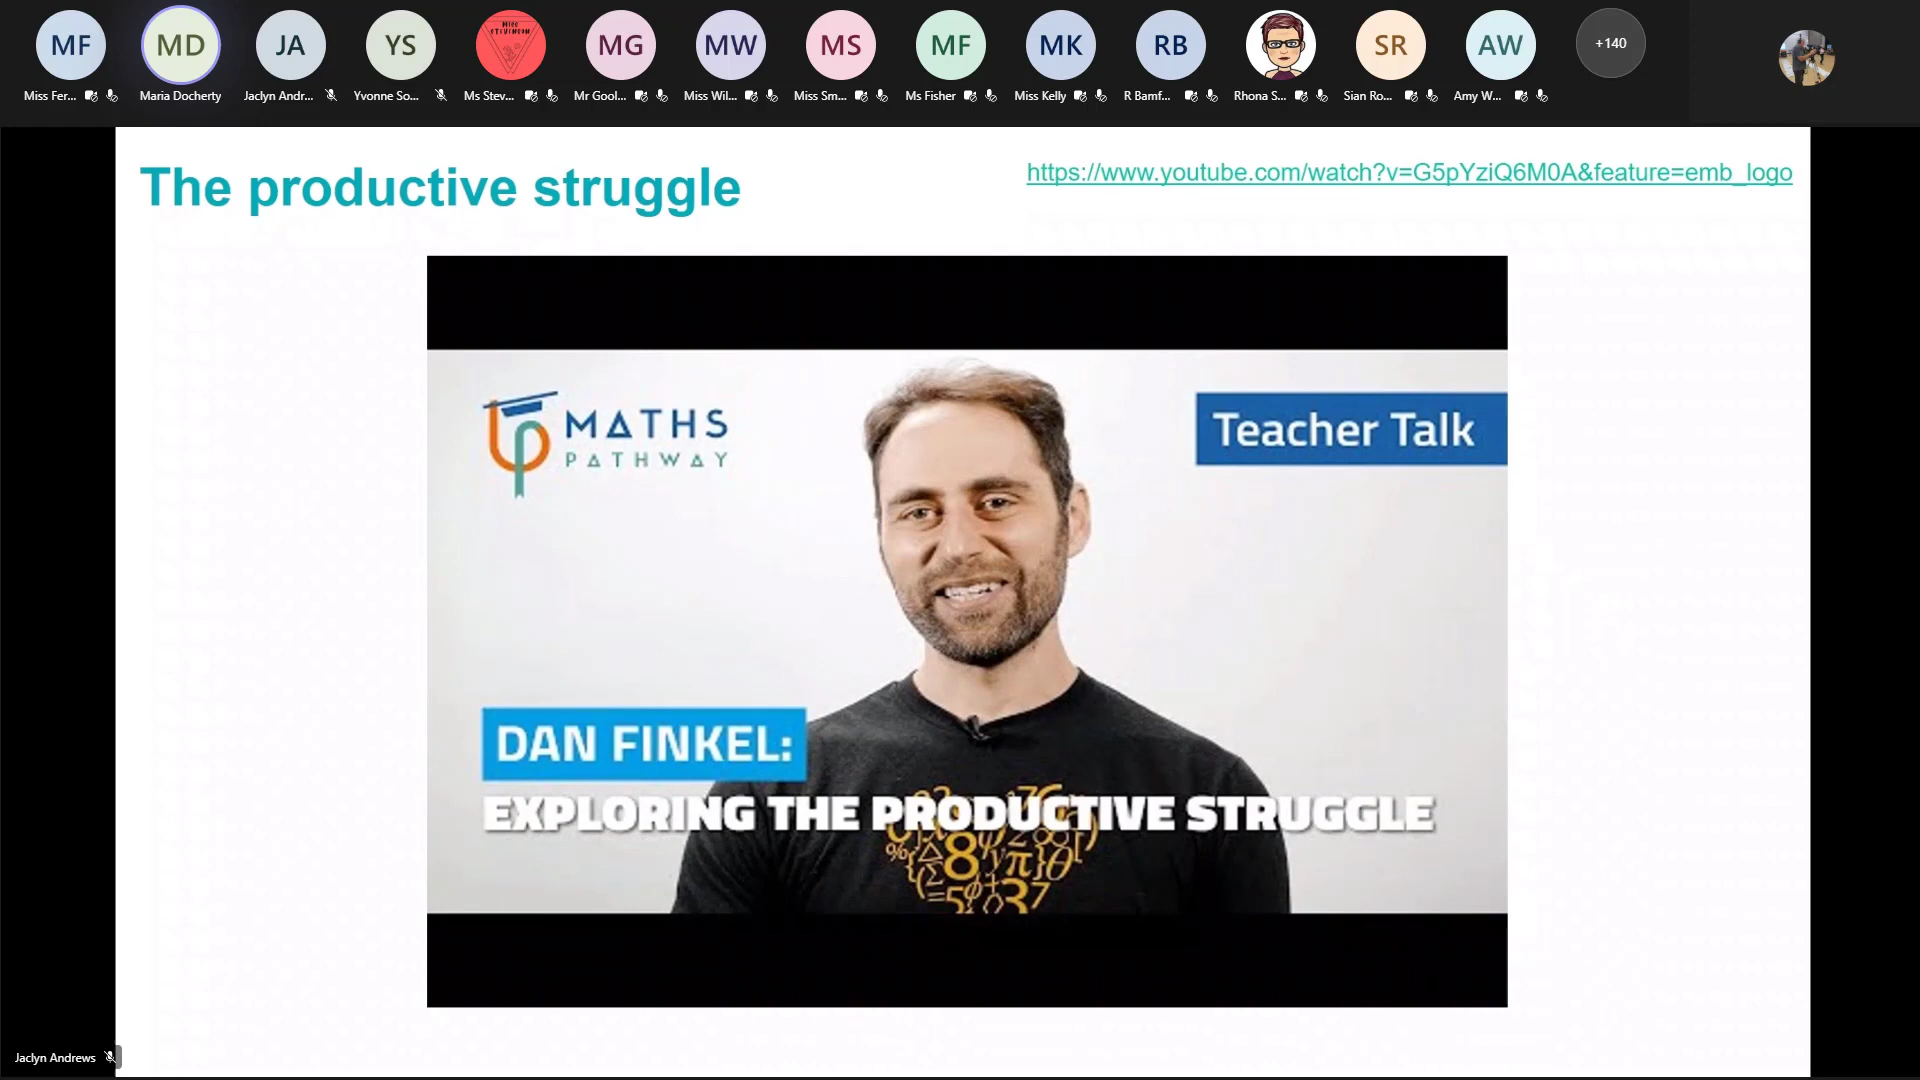 MF
MD
JA
YS
Miss Stevenson
MG
MW
MS
MF
MK
RB
SR
AW
+140
Miss Fer...
Maria Docherty
Jaclyn Andr...
Yvonne So...
Ms Stev...
Mr Gool...
Miss Wil...
Miss Sm...
Ms Fisher
Miss Kelly
R Bamf...
Rhona S...
Sian Ro...
Amy W...
The productive struggle
https://www.youtube.com/watch?v=G5pYziQ6M0A&feature=emb_logo
MATHS
PATHWAY
Teacher Talk
DAN FINKEL:
EXPLORING THE PRODUCTIVE STRUGGLE
Jaclyn Andrews